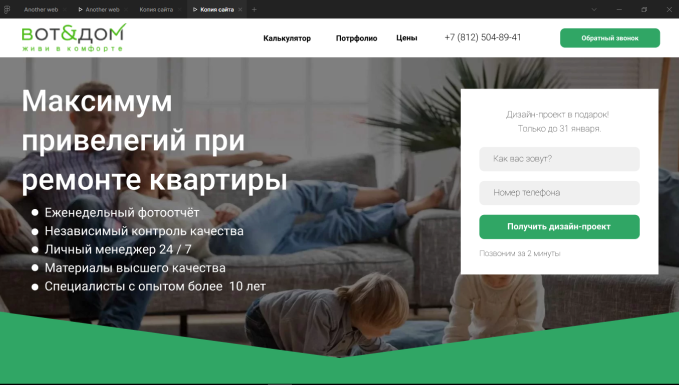 Another web
Another web
Копия сайта
Копия сайта
ВОТ&ДОМ
живи в комфорте
Калькулятор
Потрфолио
Цены
+7 (812) 504-89-41
Обратный звонок
Максимум
привелегий при
ремонте квартиры
Еженедельный фотоотчёт
Независимый контроль качества
Личный менеджер 24 / 7
Материалы высшего качества
Специалисты с опытом более 10 лет
Дизайн-проект в подарок!
Только до 31 января.
Как вас зовут?
Номер телефона
Получить дизайн-проект
Позвоним за 2 минуты